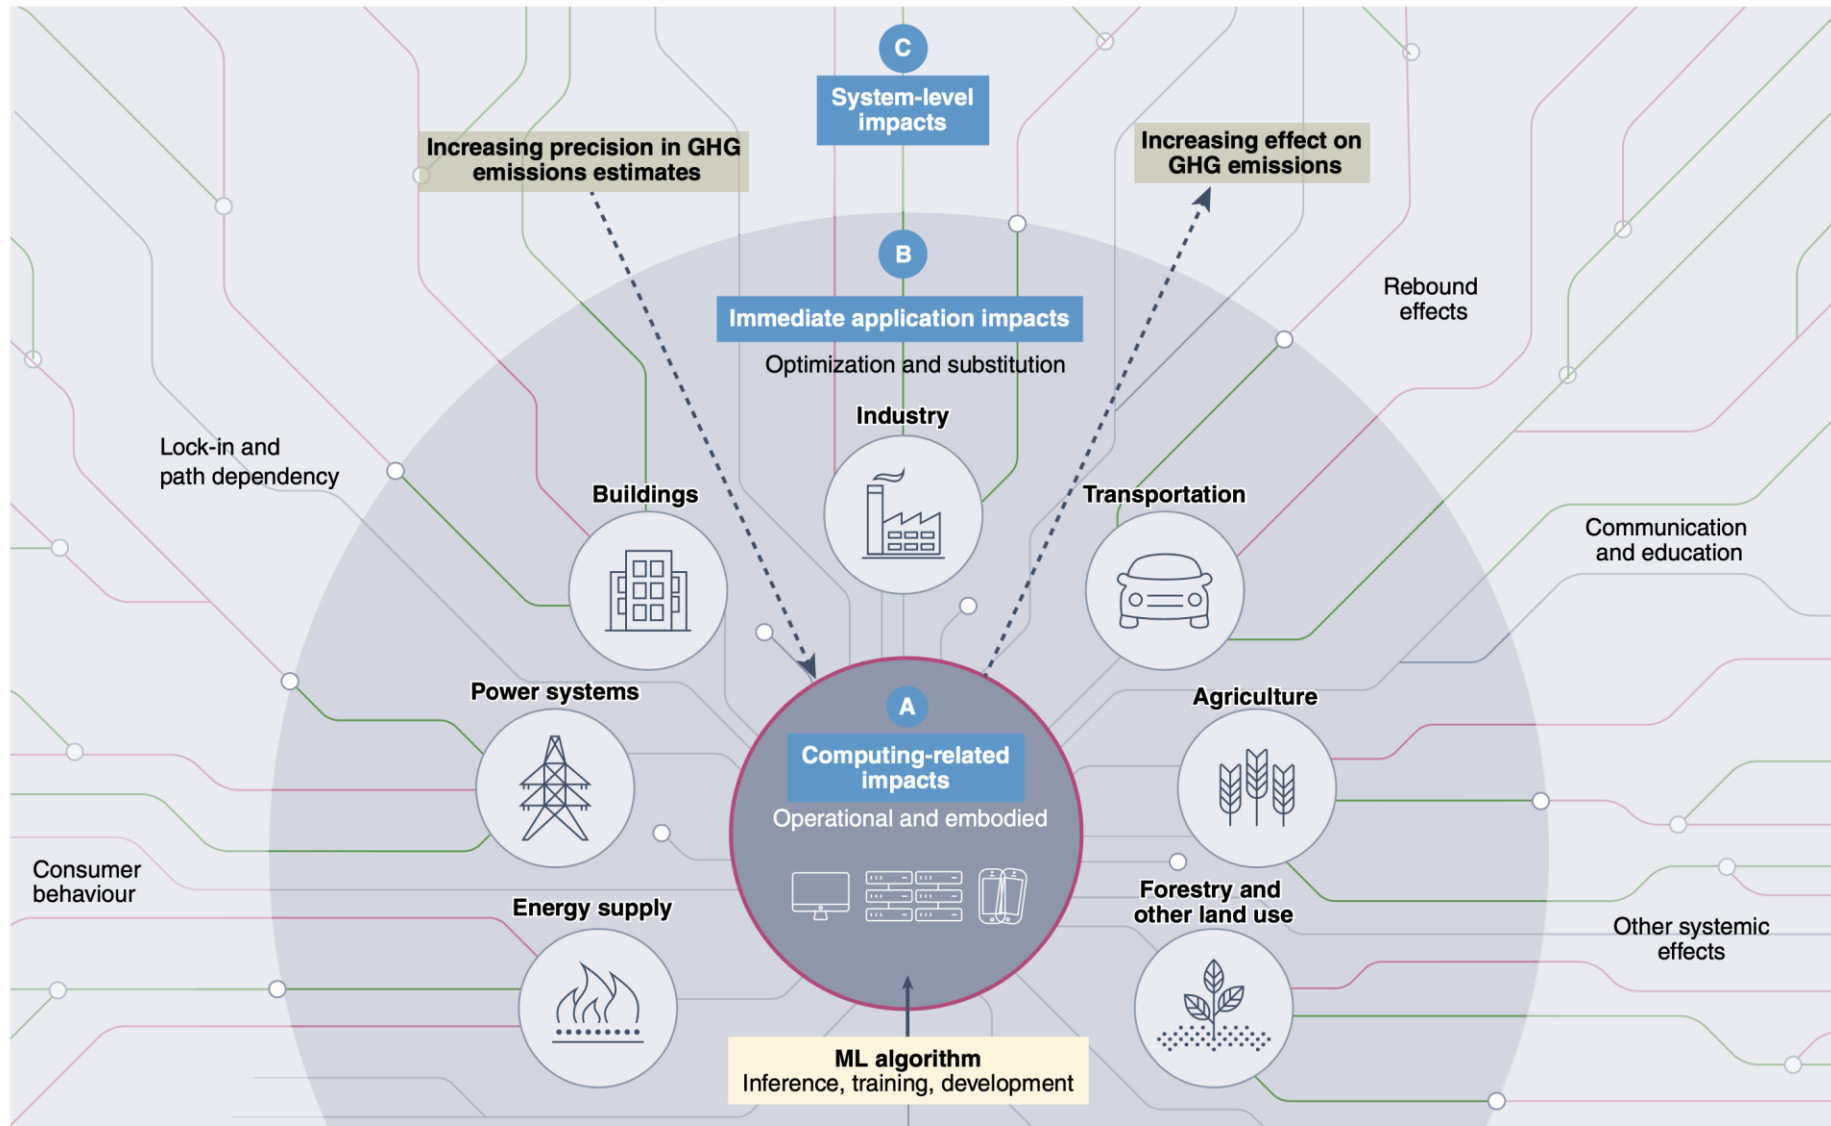 C
System-level
impacts
Increasing precision in GHG
emissions estimates
Increasing effect on
GHG emissions
B
Immediate application impacts
Optimization and substitution
Rebound
effects
Industry
Lock-in and
path dependency
Buildings
Transportation
Communication
and education
Power systems
A
Computing-related
impacts
Operational and embodied
Agriculture
Consumer
behaviour
Energy supply
Forestry and
other land use
Other systemic
effects
ML algorithm
Inference, training, development